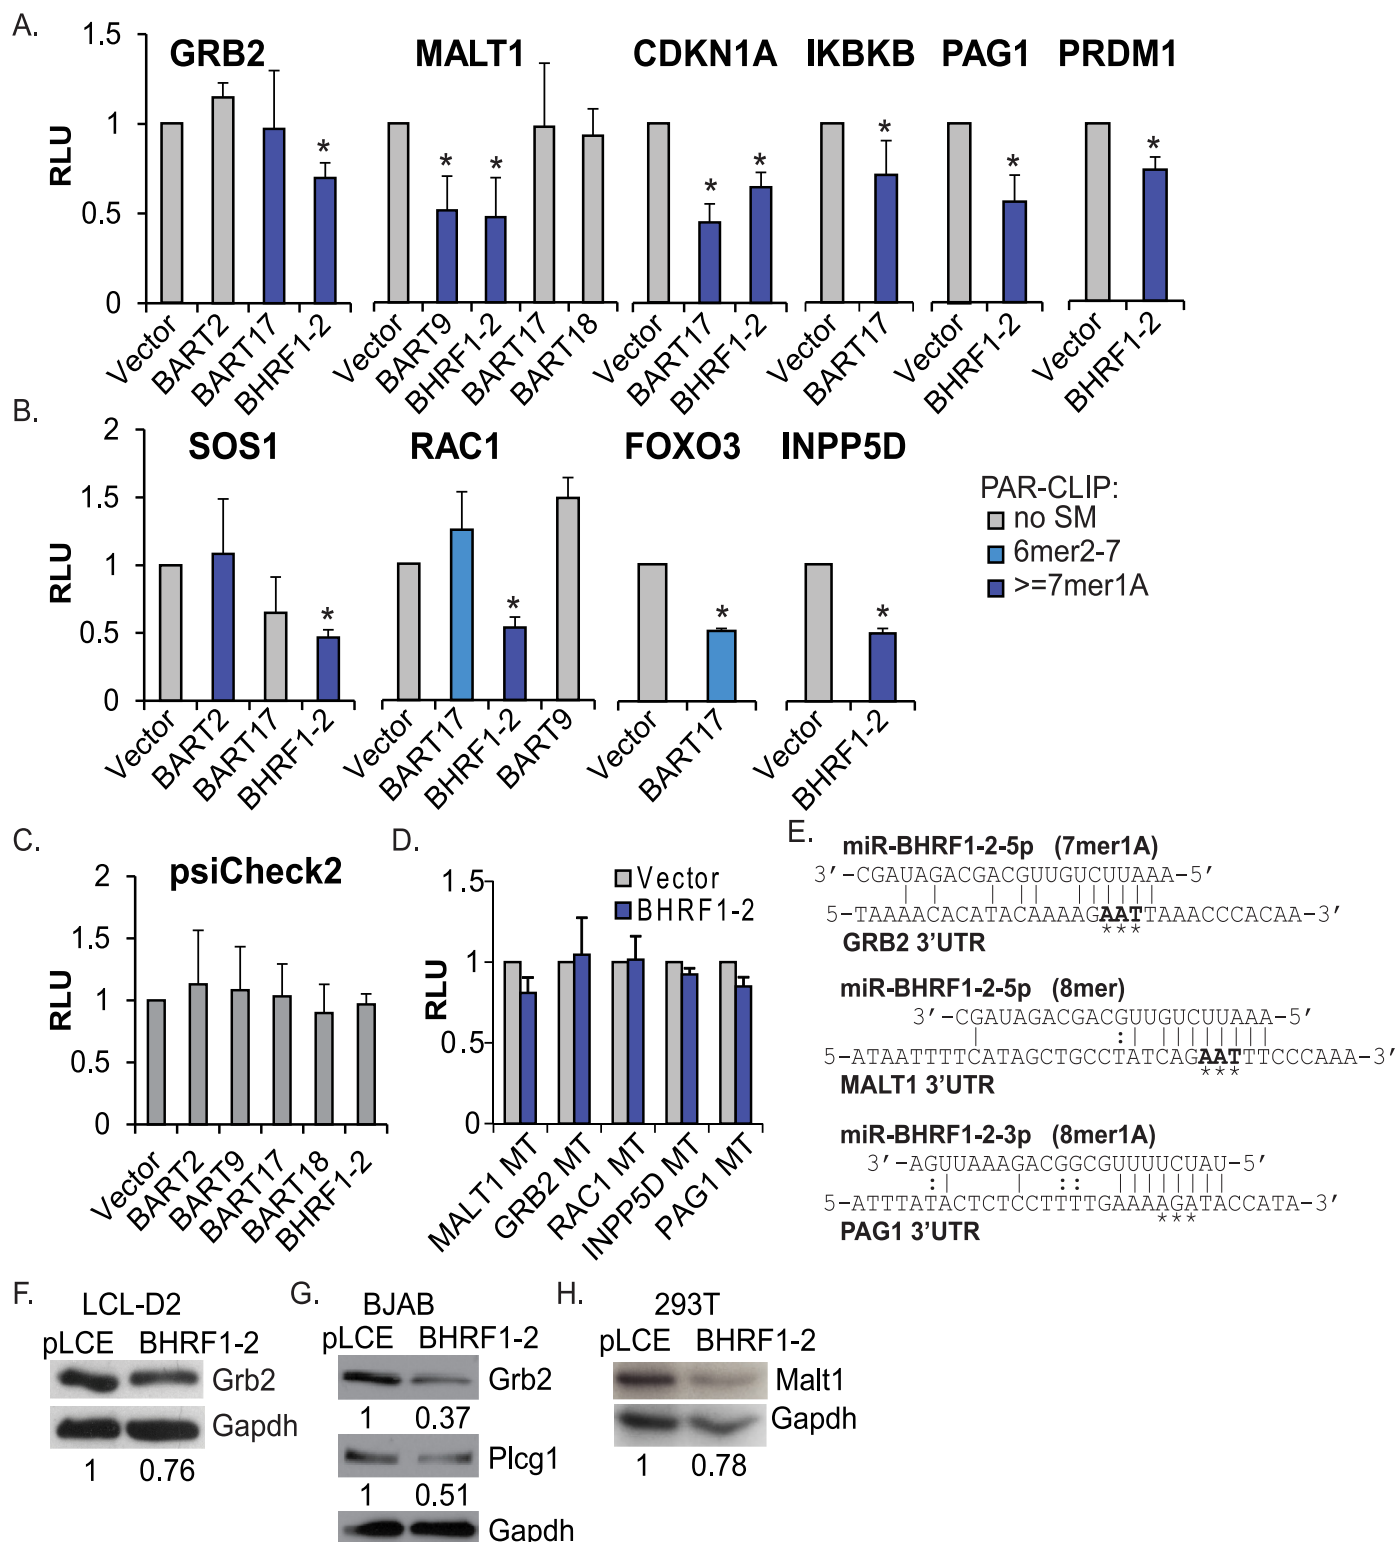 A.
1.5
1
0.5
0
RLU
GRB2
MALT1
CDKN1A
IKBKB
PAG1
PRDM1
*
* *
* *
*
*
*
Vector
BART2
BART17
BHRF1-2
Vector
BART9
BHRF1-2
BART17
BART18
Vector
BART17
BHRF1-2
Vector
BART17
Vector
BHRF1-2
Vector
BHRF1-2
B.
2
1.5
1
0.5
0
RLU
SOS1
RAC1
FOXO3
INPP5D
*
*
*
*
Vector
BART2
BART17
BHRF1-2
Vector
BART17
BHRF1-2
BART9
Vector
BART17
Vector
BHRF1-2
PAR-CLIP:
no SM
6mer2-7
>=7mer1A
C.
psiCheck2
2
1.5
1
0.5
0
RLU
Vector
BART2
BART9
BART17
BART18
BHRF1-2
D.
1.5
1
0.5
0
RLU
Vector
BHRF1-2
MALT1 MT
GRB2 MT
RAC1 MT
INPP5D MT
PAG1 MT
E.
miR-BHRF1-2-5p (7mer1A)
3'-CGAUAGACGACGUUGUCUUAAA-5'
5-TAAAACACATACAAAAGAATTAAACCCACAA-3'
***
GRB2 3'UTR
miR-BHRF1-2-5p (8mer)
3'-CGAUAGACGACGUUGUCUUAAA-5'
5-ATAATTTTCATAGCTGCCTATCAGAATTTCCCAAA-3'
***
MALT1 3'UTR
miR-BHRF1-2-3p (8mer1A)
3'-AGUUAAAGACGGCGUUUUCUAU-5'
5-ATTTATACTCTCCTTTTGAAAAGATACCATA-3'
***
PAG1 3'UTR
F.
LCL-D2
pLCE BHRF1-2
Grb2
Gapdh
1 0.76
G.
BJAB
pLCE BHRF1-2
Grb2
1 0.37
Plcg1
1 0.51
Gapdh
H.
293T
pLCE BHRF1-2
Malt1
Gapdh
1 0.78